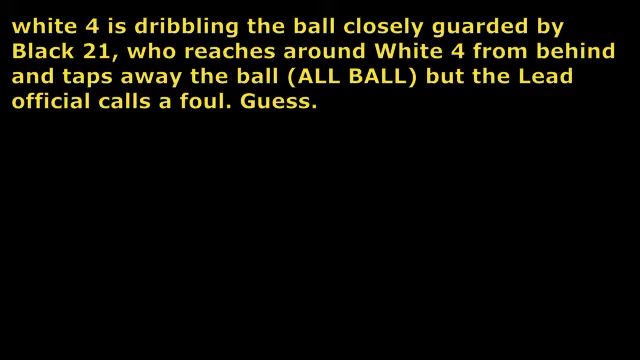 white 4 is dribbling the ball closely guarded by
Black 21, who reaches around White 4 from behind
and taps away the ball (ALL BALL) but the Lead
official calls a foul. Guess.